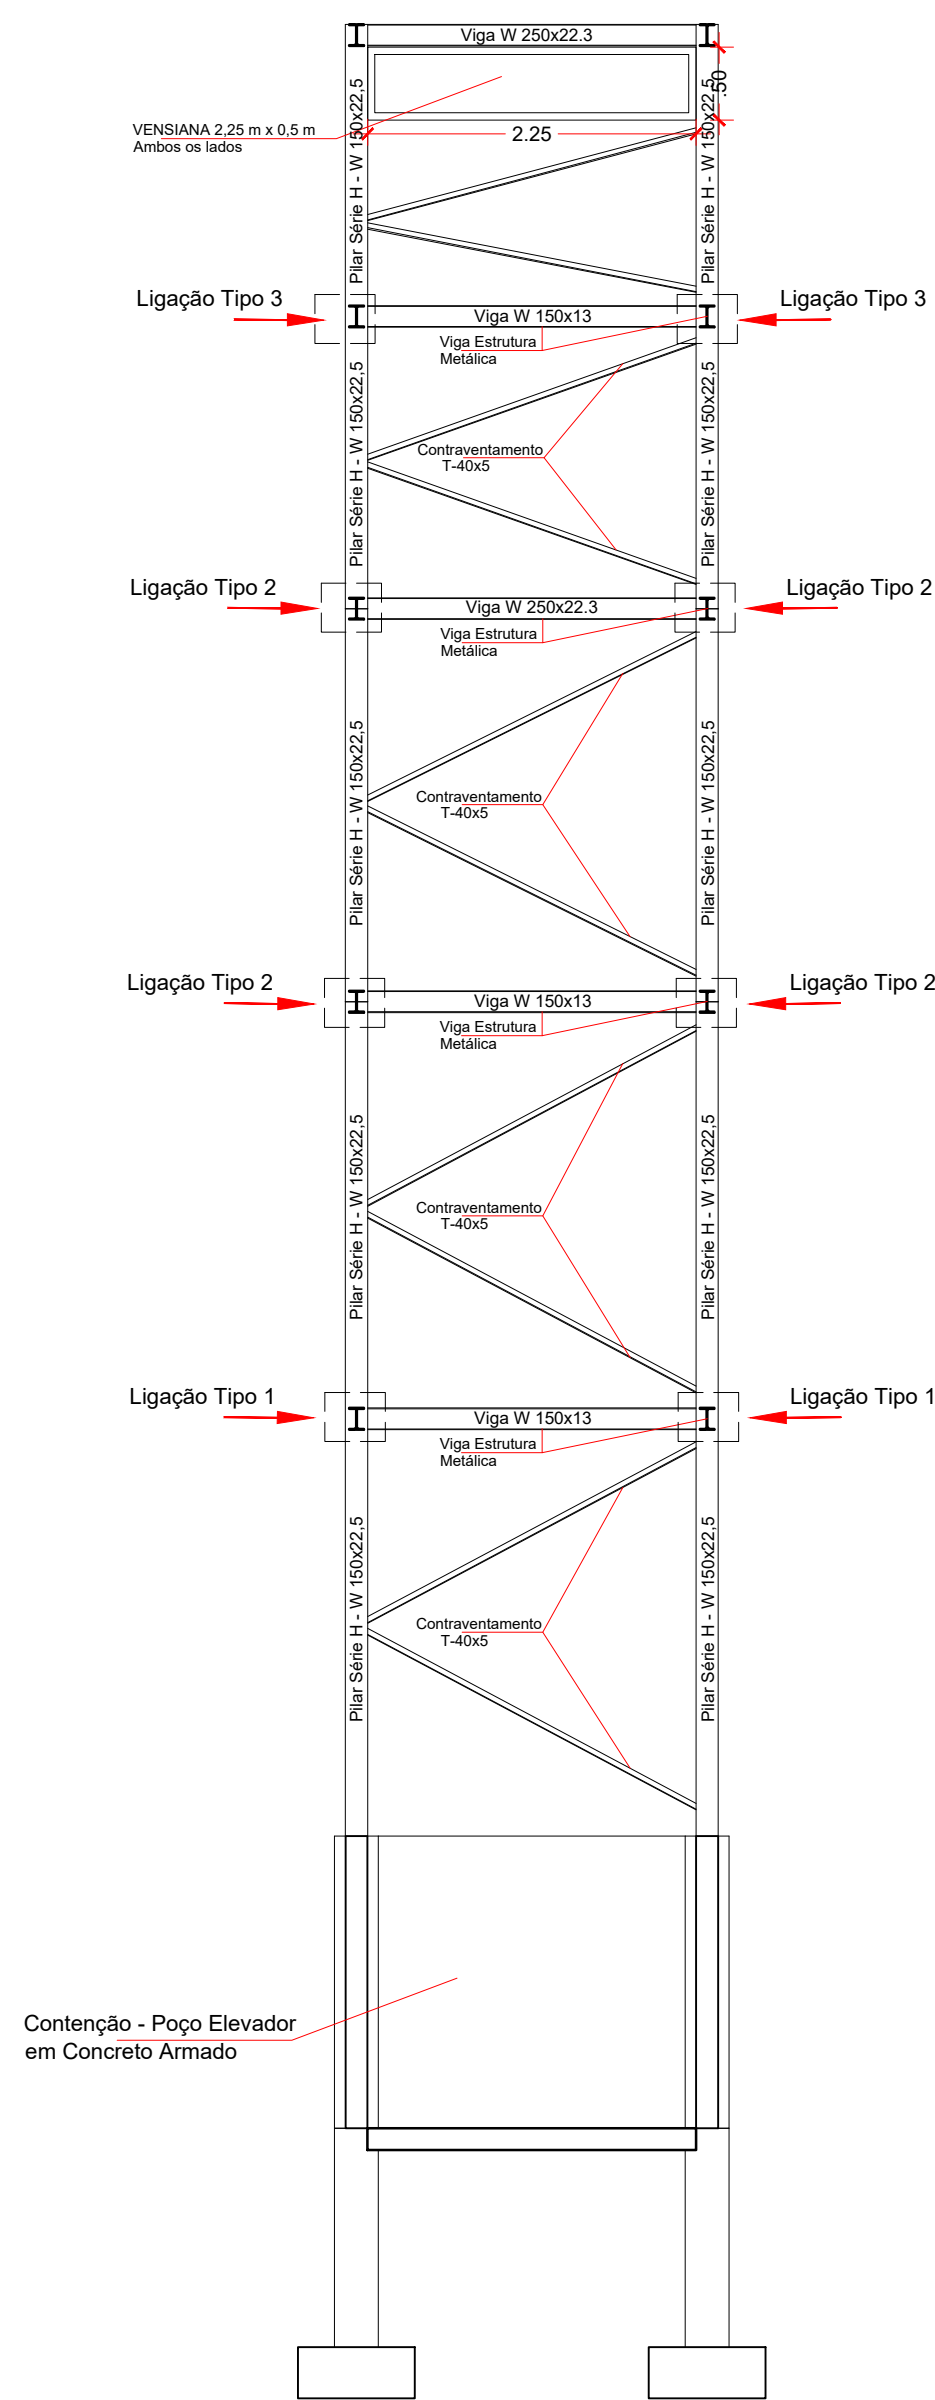 Viga W 250x22.3
.50
Pilar Série H - W 150x22,5
Pilar Série H - W 150x22,5
VENSIANA 2,25 m x 0,5 m
Ambos os lados
2.25
Ligação Tipo 3
Ligação Tipo 3
Viga W 150x13
Viga Estrutura
Metálica
Pilar Série H - W 150x22,5
Pilar Série H - W 150x22,5
Contraventamento
T-40x5
Ligação Tipo 2
Ligação Tipo 2
Viga W 250x22.3
Viga Estrutura
Metálica
Pilar Série H - W 150x22,5
Pilar Série H - W 150x22,5
Contraventamento
T-40x5
Ligação Tipo 2
Ligação Tipo 2
Viga W 150x13
Viga Estrutura
Metálica
Pilar Série H - W 150x22,5
Pilar Série H - W 150x22,5
Contraventamento
T-40x5
Ligação Tipo 1
Ligação Tipo 1
Viga W 150x13
Viga Estrutura
Metálica
Pilar Série H - W 150x22,5
Pilar Série H - W 150x22,5
Contraventamento
T-40x5
Contenção - Poço Elevador
em Concreto Armado